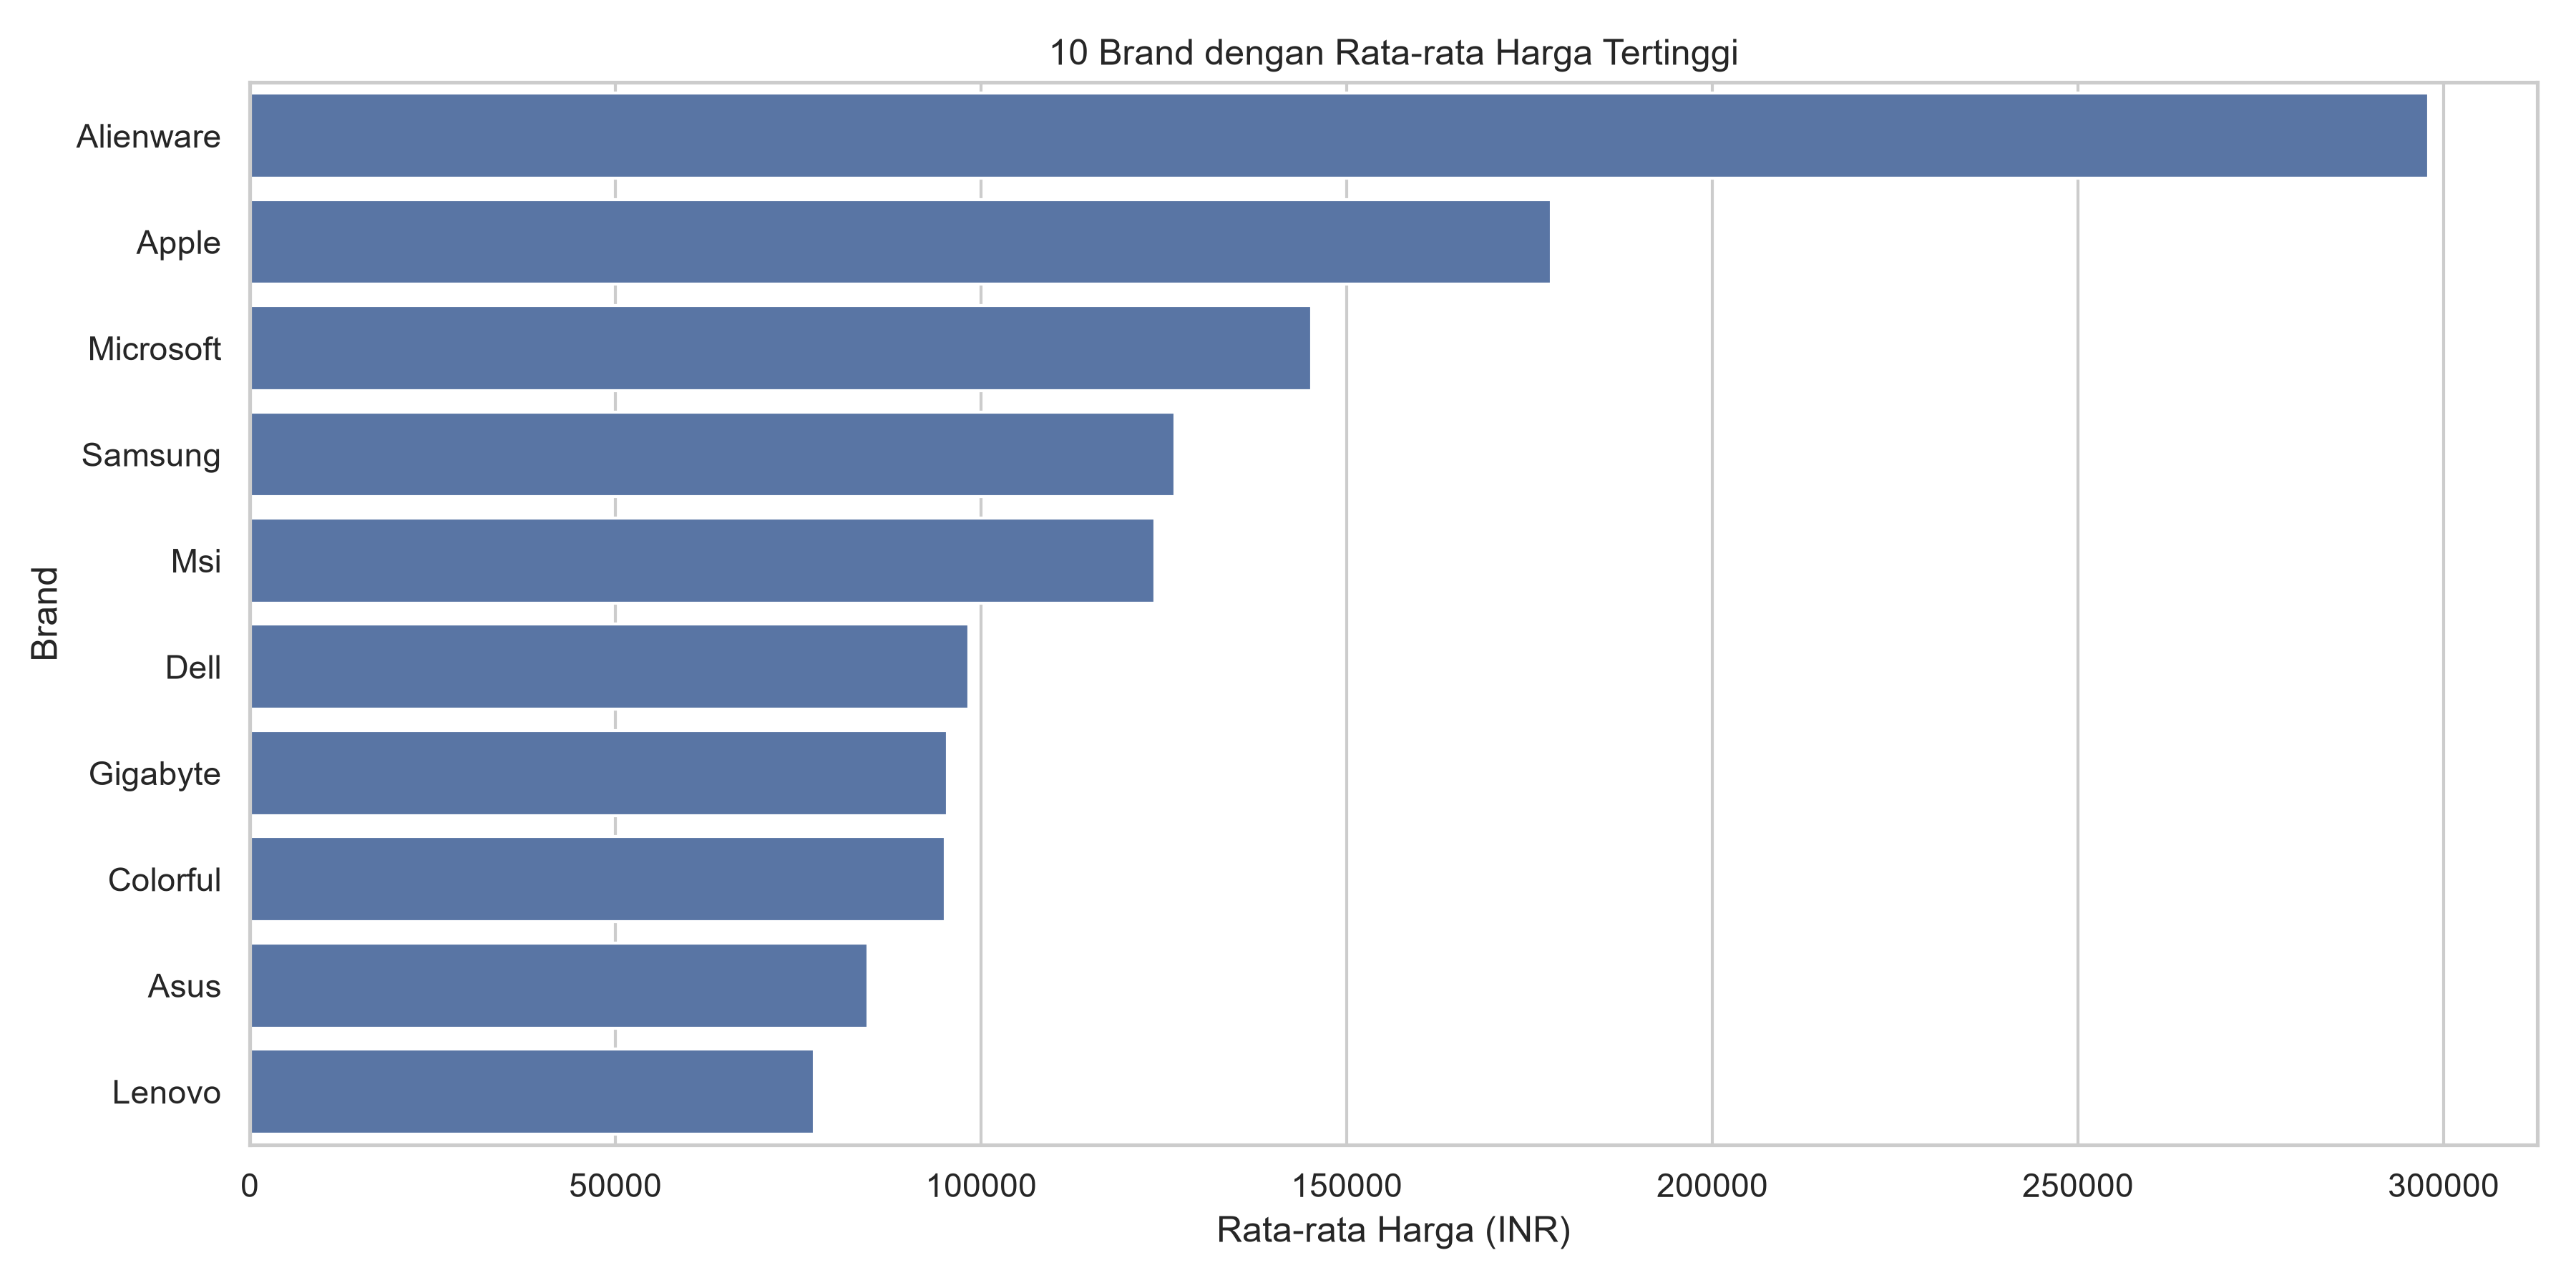 10 Brand dengan Rata-rata Harga Tertinggi
Alienware
Apple
Microsoft
Samsung
Msi
Dell
Gigabyte
Colorful
Asus
Lenovo
Brand
0 50000 100000 150000 200000 250000 300000
Rata-rata Harga (INR)